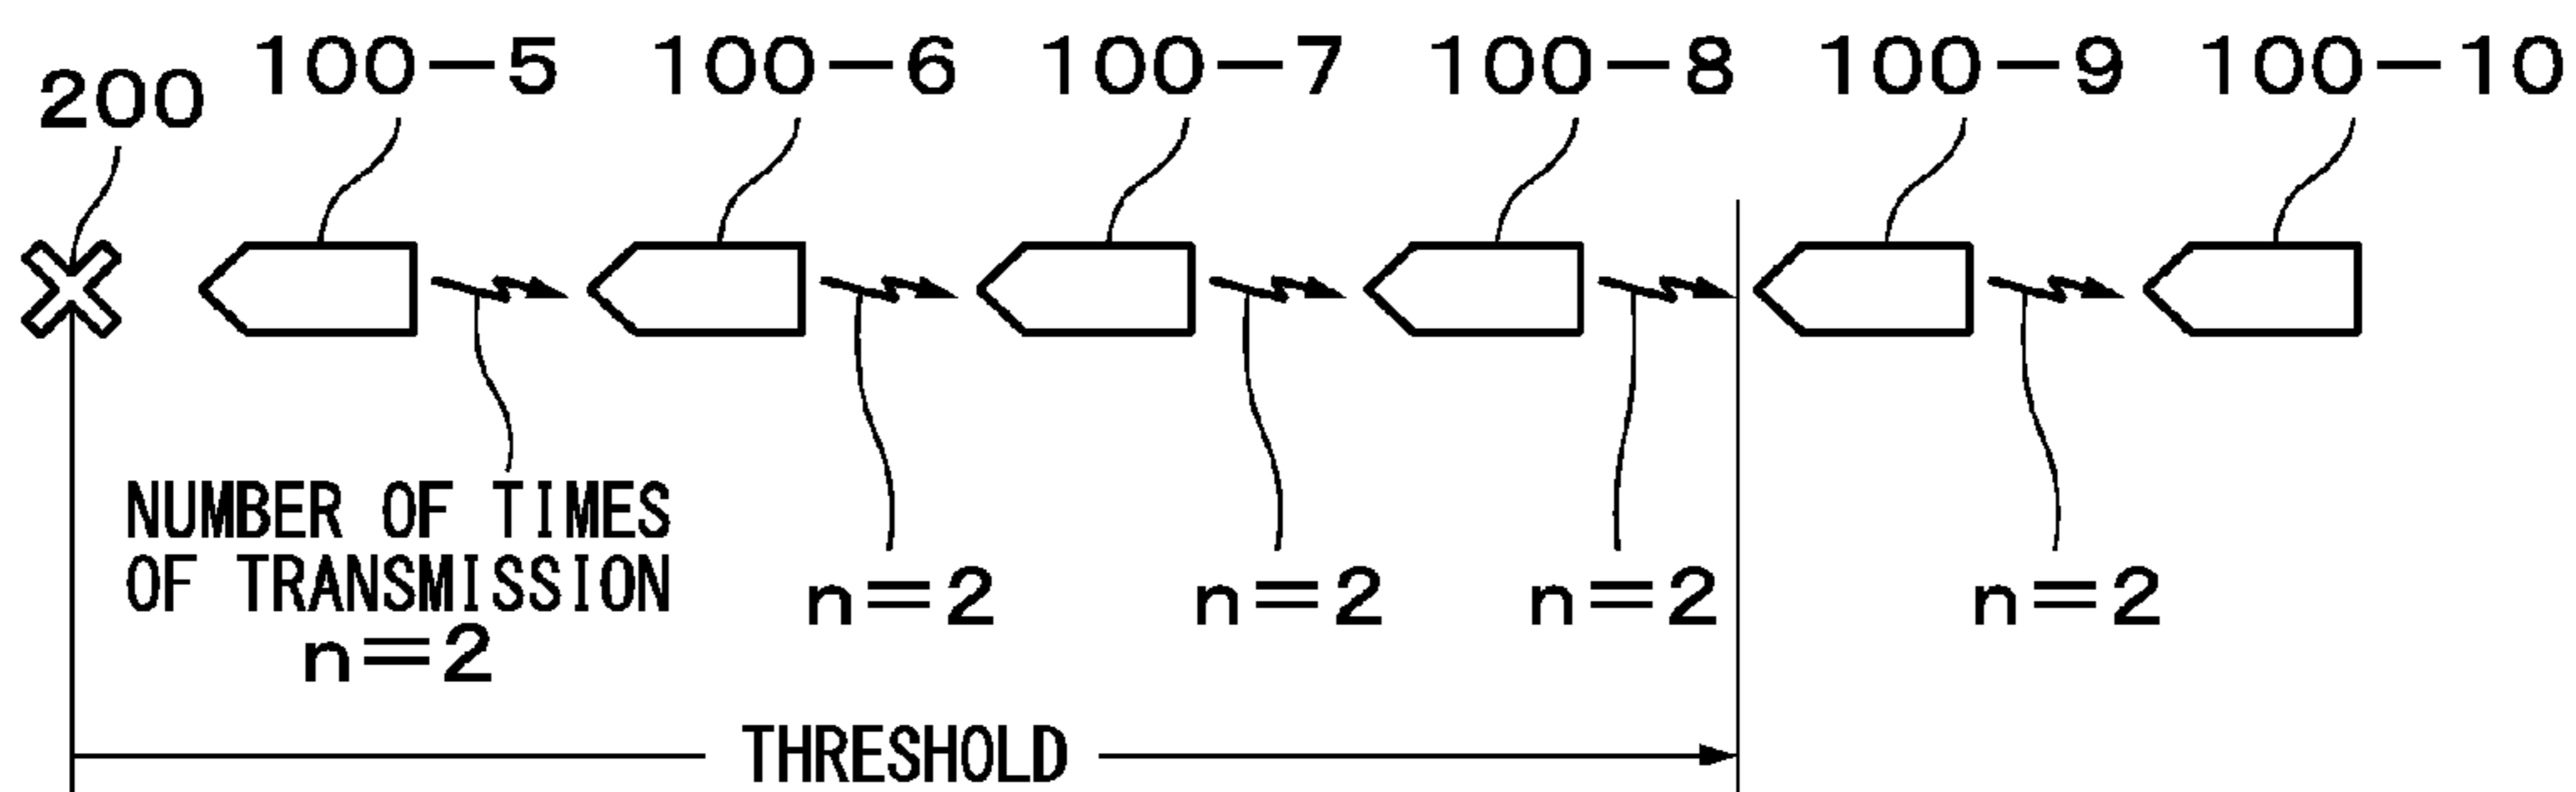 200
100-5
100-6
100-7
100-8
100-9
100-10
NUMBER OF TIMES
OF TRANSMISSION
n=2
n=2
n=2
n=2
n=2
THRESHOLD